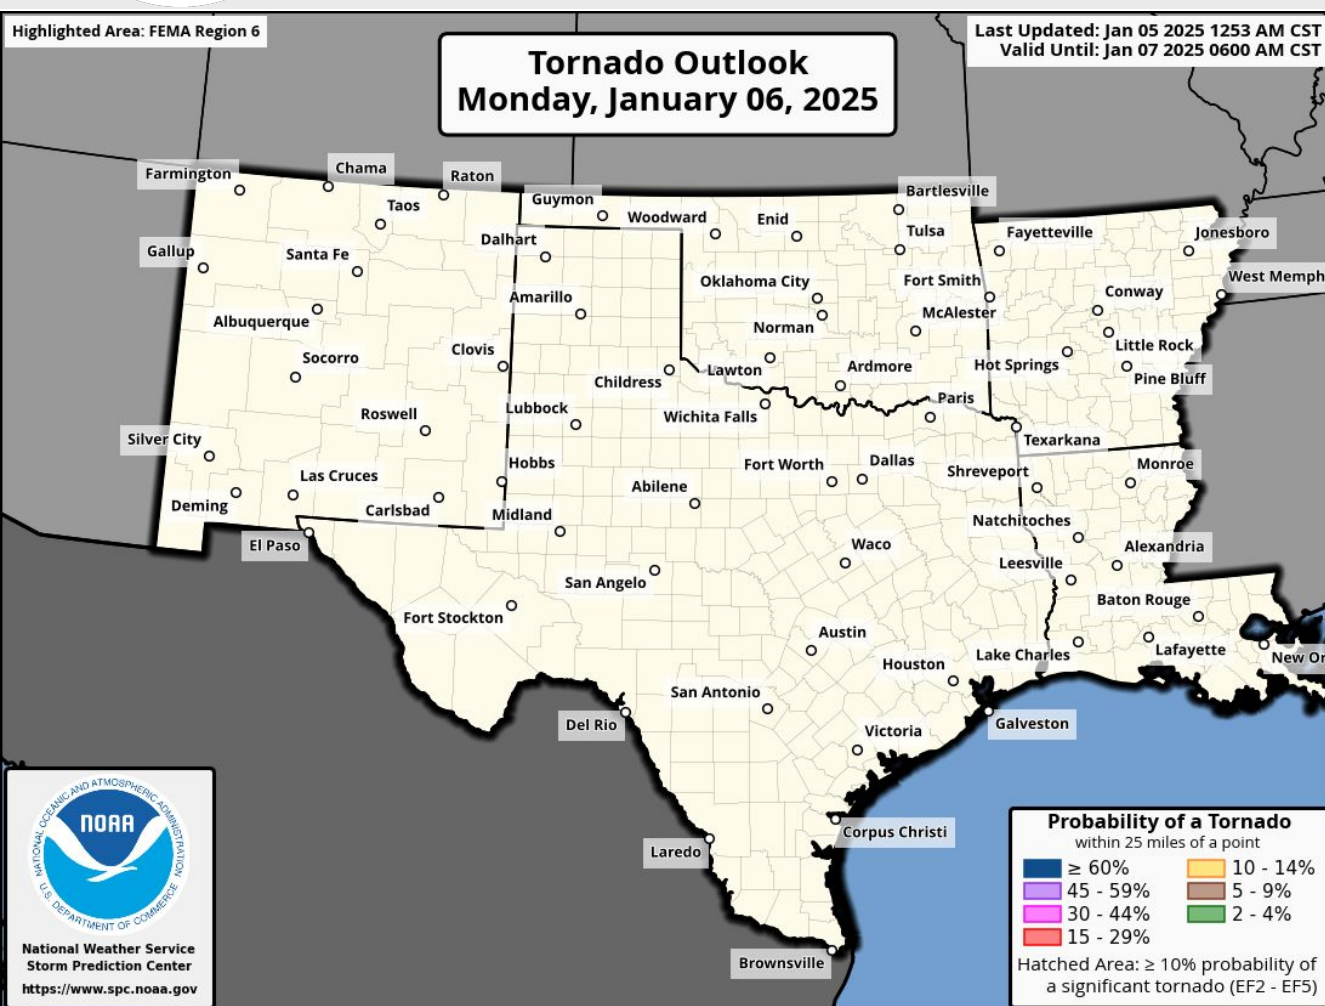 Highlighted Area: FEMA Region 6
Last Updated: Jan 05 2025 1253 AM CST
Valid Until: Jan 07 2025 0600 AM CST
Tornado Outlook
Monday, January 06, 2025
Farmington
Chama
Raton
Taos
Guymon
Woodward
Enid
Bartlesville
Tulsa
Fayetteville
Jonesboro
Gallup
Santa Fe
Dalhart
Albuquerque
Amarillo
Oklahoma City
Norman
Fort Smith
McAlester
Conway
West Memph
Little Rock
Socorro
Clovis
Childress
Lawton
Ardmore
Hot Springs
Pine Bluff
Roswell
Lubbock
Wichita Falls
Paris
Texarkana
Silver City
Las Cruces
Hobbs
Abilene
Fort Worth
Dallas
Shreveport
Monroe
Deming
Carlsbad
Midland
Natchitoches
El Paso
San Angelo
Waco
Leesville
Alexandria
Fort Stockton
Austin
Baton Rouge
Houston
Lake Charles
Lafayette
New Or
San Antonio
Del Rio
Victoria
Galveston
Corpus Christi
Laredo
Brownsville
NATIONAL OCEANIC AND ATMOSPHERIC ADMINISTRATION
NOAA
U.S. DEPARTMENT OF COMMERCE
National Weather Service
Storm Prediction Center
https://www.spc.noaa.gov
Probability of a Tornado
within 25 miles of a point
≥ 60%
10 - 14%
45 - 59%
5 - 9%
30 - 44%
2 - 4%
15 - 29%
Hatched Area: ≥ 10% probability of
a significant tornado (EF2 - EF5)